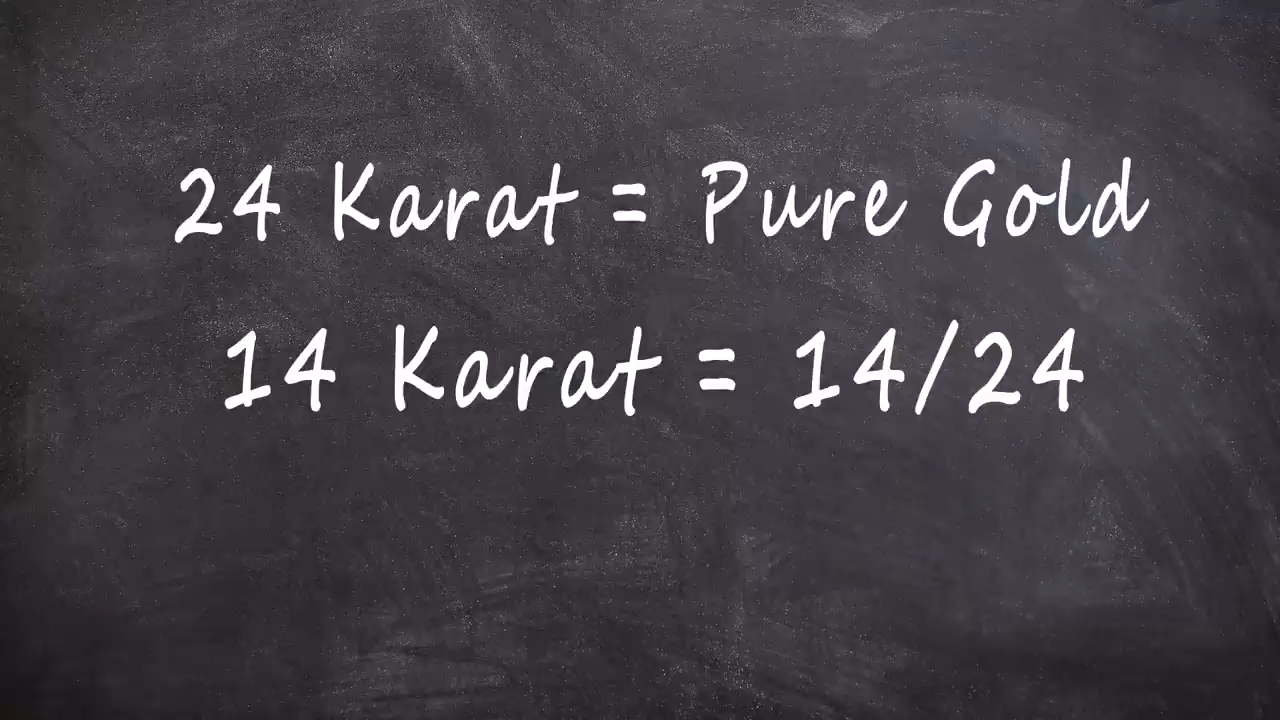 24 Karat = Pure Gold
14 Karat = 14/24